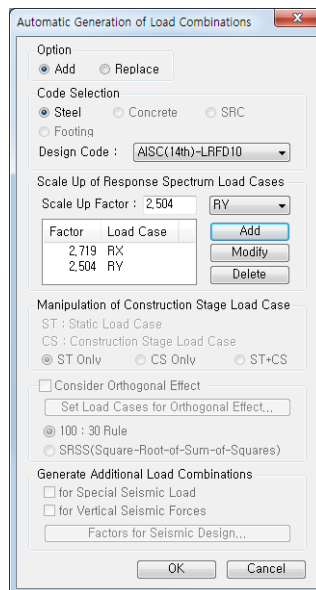 Automatic Generation of Load Combinations
Option
Add Replace
Code Selection
Steel Concrete SRC
Footing
Design Code : AISC(14th)-LRFD10
Scale Up of Response Spectrum Load Cases
Scale Up Factor : 2,504 RY
Factor Load Case Add
2,719 RX Modify
2,504 RY
Delete
Manipulation of Construction Stage Load Case
ST : Static Load Case
CS : Construction Stage Load Case
ST Only CS Only ST+CS
Consider Orthogonal Effect
Set Load Cases for Orthogonal Effect...
100 : 30 Rule
SRSS(Square-Root-of-Sum-of-Squares)
Generate Additional Load Combinations
for Special Seismic Load
for Vertical Seismic Forces
Factors for Seismic Design...
OK Cancel